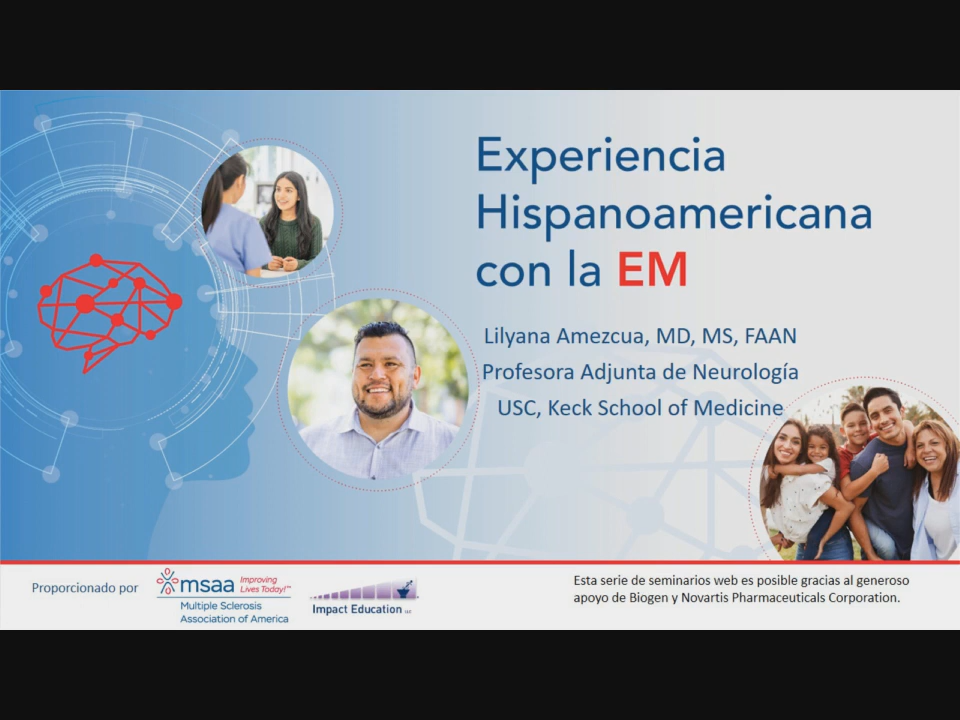 Experiencia
Hispanoamericana
con la EM
Lilyana Amezcua, MD, MS, FAAN
Profesora Adjunta de Neurología
USC, Keck School of Medicine
Proporcionado por
msaa Improving
Lives Today!℠
Multiple Sclerosis
Association of America
Impact Education LLC
Esta serie de seminarios web es posible gracias al generoso
apoyo de Biogen y Novartis Pharmaceuticals Corporation.